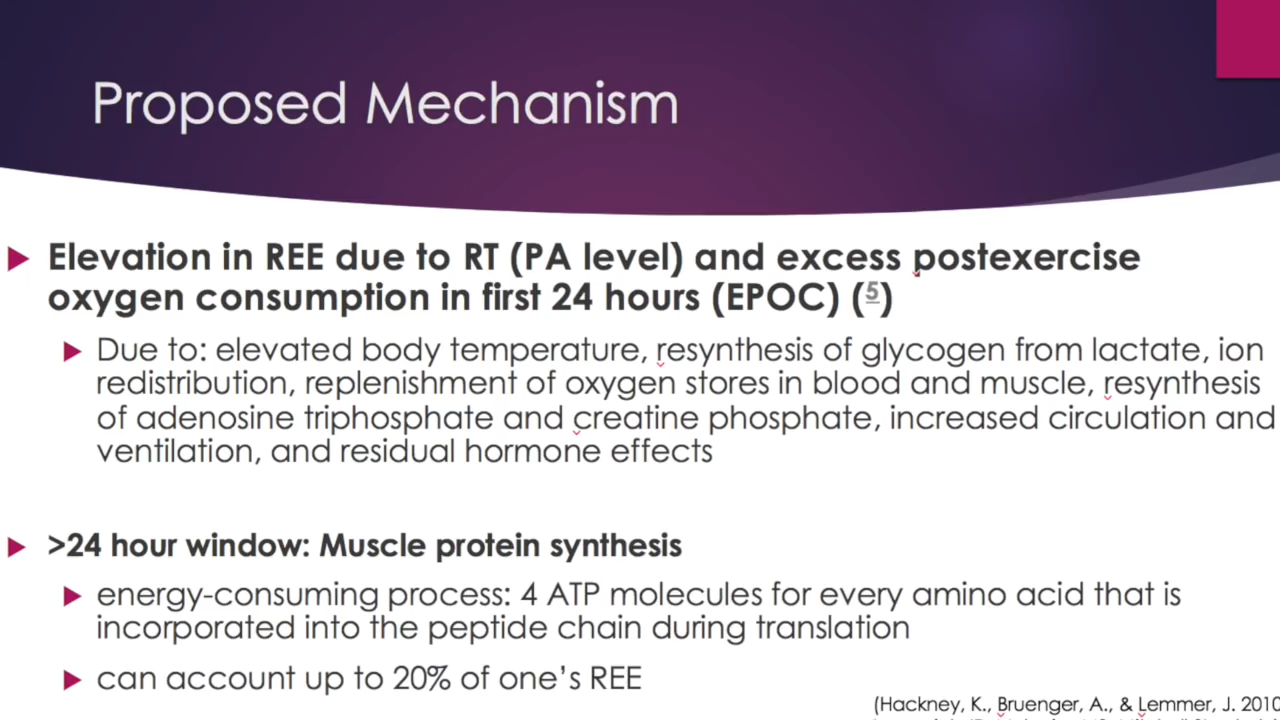 Proposed Mechanism
Elevation in REE due to RT (PA level) and excess postexercise
oxygen consumption in first 24 hours (EPOC) (5)
Due to: elevated body temperature, resynthesis of glycogen from lactate, ion
redistribution, replenishment of oxygen stores in blood and muscle, resynthesis
of adenosine triphosphate and creatine phosphate, increased circulation and
ventilation, and residual hormone effects
>24 hour window: Muscle protein synthesis
energy-consuming process: 4 ATP molecules for every amino acid that is
incorporated into the peptide chain during translation
can account up to 20% of one’s REE
(Hackney, K., Bruenger, A., & Lemmer, J. 2010